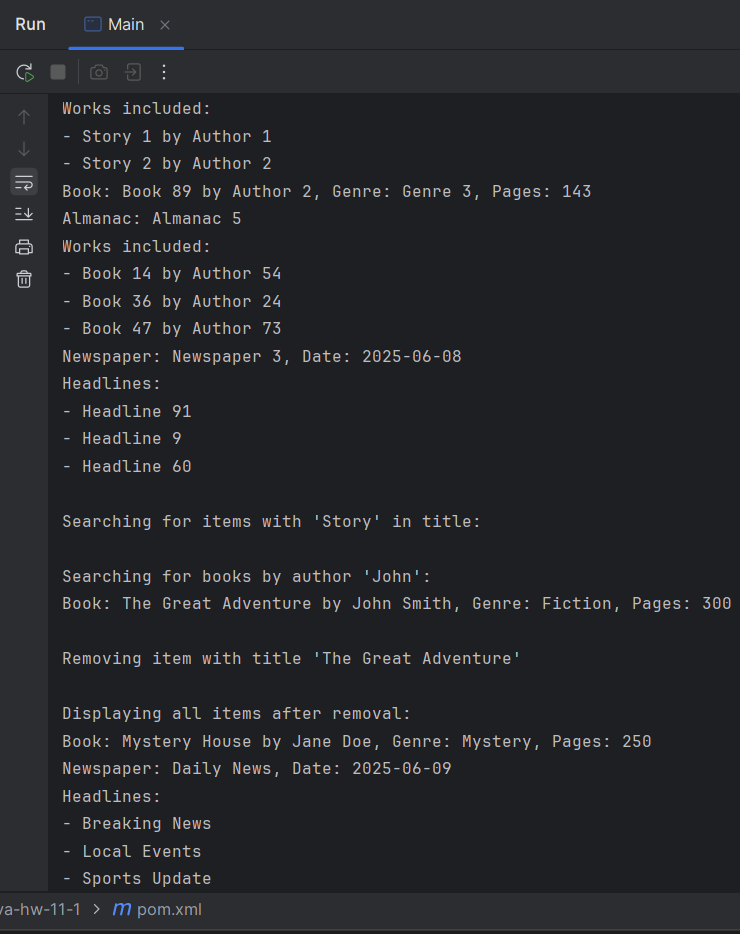 Run Main
Works included:
- Story 1 by Author 1
- Story 2 by Author 2
Book: Book 89 by Author 2, Genre: Genre 3, Pages: 143
Almanac: Almanac 5
Works included:
- Book 14 by Author 54
- Book 36 by Author 24
- Book 47 by Author 73
Newspaper: Newspaper 3, Date: 2025-06-08
Headlines:
- Headline 91
- Headline 9
- Headline 60
Searching for items with 'Story' in title:
Searching for books by author 'John':
Book: The Great Adventure by John Smith, Genre: Fiction, Pages: 300
Removing item with title 'The Great Adventure'
Displaying all items after removal:
Book: Mystery House by Jane Doe, Genre: Mystery, Pages: 250
Newspaper: Daily News, Date: 2025-06-09
Headlines:
- Breaking News
- Local Events
- Sports Update
va-hw-11-1 > m pom.xml